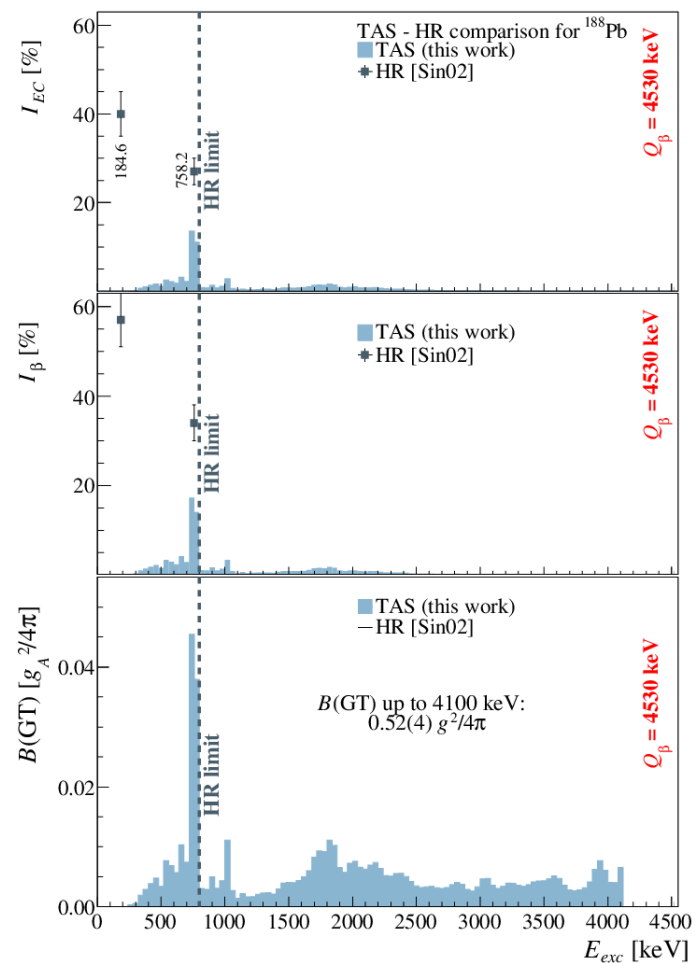 TAS - HR comparison for ¹⁸⁸Pb
TAS (this work)
HR [Sin02]
I_EC [%]
60
40
20
184.6
758.2
HR limit
Q_β = 4530 keV
TAS (this work)
HR [Sin02]
I_β [%]
60
40
20
HR limit
Q_β = 4530 keV
TAS (this work)
HR [Sin02]
B(GT) [g_A²/4π]
0.04
0.02
0.00
B(GT) up to 4100 keV:
0.52(4) g²/4π
HR limit
Q_β = 4530 keV
0 500 1000 1500 2000 2500 3000 3500 4000 4500
E_exc [keV]